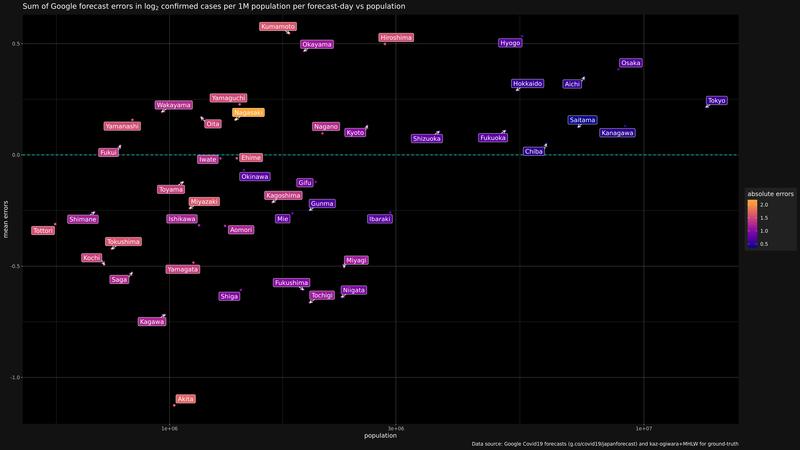 Sum of Google forecast errors in log2 confirmed cases per 1M population per forecast-day vs population
Kumamoto
Hiroshima
Okayama
Hyogo
0.5
Osaka
Hokkaido
Aichi
Yamaguchi
Tokyo
Wakayama
Nagasaki
Saitama
Yamanashi
Oita
Nagano
Kyoto
Kanagawa
Shizuoka
Fukuoka
Fukui
Chiba
0.0
Iwate
Ehime
Okinawa
Gifu
Toyama
Kagoshima
Miyazaki
Gunma
Shimane
Ishikawa
Mie
Ibaraki
Tottori
Aomori
Tokushima
Kochi
Miyagi
-0.5
Yamagata
Saga
Fukushima
Shiga
Tochigi
Niigata
Kagawa
-1.0
Akita
mean errors
absolute errors
2.0
1.5
1.0
0.5
1e+06
3e+06
1e+07
population
Data source: Google Covid19 forecasts (g.co/covid19/japanforecast) and kaz-ogiwara+MHLW for ground-truth